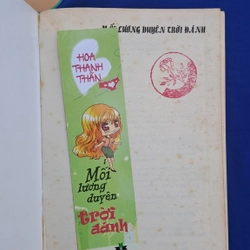 MỐI LƯƠNG DUYÊN TRỜI ĐÁNH
HOA
THANH
THẦN
Mối
lương
duyên
trời
đánh